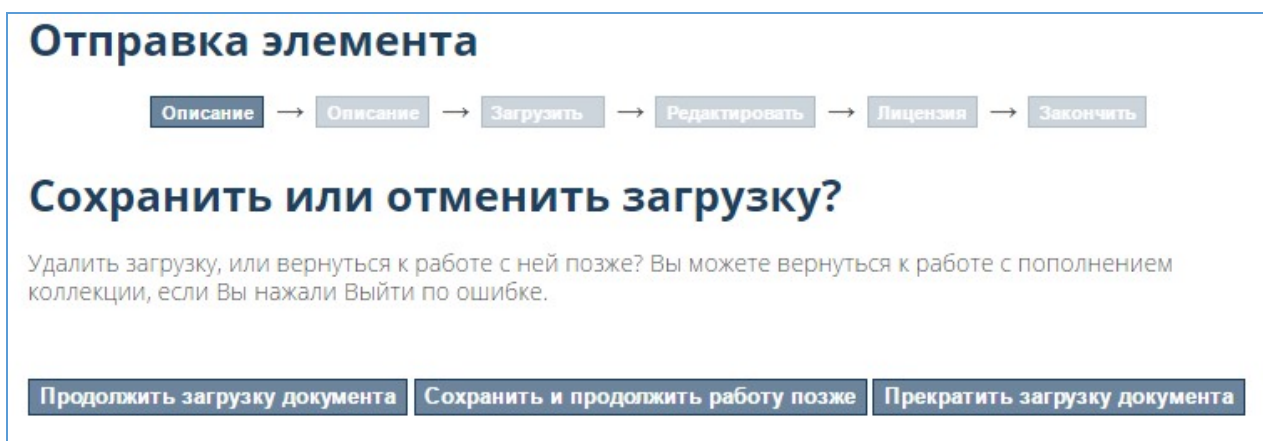 Отправка элемента
Описание → Описание → Загрузить → Редактировать → Лицензия → Закончить
Сохранить или отменить загрузку?
Удалить загрузку, или вернуться к работе с ней позже? Вы можете вернуться к работе с пополнением
коллекции, если Вы нажали Выйти по ошибке.
Продолжить загрузку документа Сохранить и продолжить работу позже Прекратить загрузку документа